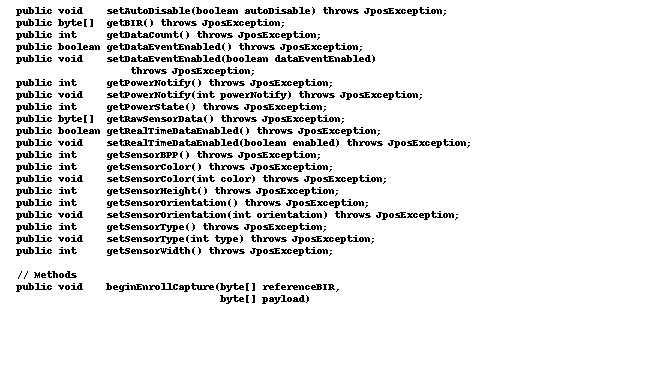 public void    setAutoDisable(boolean autoDisable) throws JposException;
public byte[]  getBIR() throws JposException;
public int     getDataCount() throws JposException;
public boolean getDataEventEnabled() throws JposException;
public void    setDataEventEnabled(boolean dataEventEnabled)
                   throws JposException;
public int     getPowerNotify() throws JposException;
public void    setPowerNotify(int powerNotify) throws JposException;
public int     getPowerState() throws JposException;
public byte[]  getRawSensorData() throws JposException;
public boolean getRealTimeDataEnabled() throws JposException;
public void    setRealTimeDataEnabled(boolean enabled) throws JposException;
public int     getSensorBPP() throws JposException;
public int     getSensorColor() throws JposException;
public void    setSensorColor(int color) throws JposException;
public int     getSensorHeight() throws JposException;
public int     getSensorOrientation() throws JposException;
public void    setSensorOrientation(int orientation) throws JposException;
public int     getSensorType() throws JposException;
public void    setSensorType(int type) throws JposException;
public int     getSensorWidth() throws JposException;

// Methods
public void    beginEnrollCapture(byte[] referenceBIR,
                                  byte[] payload)